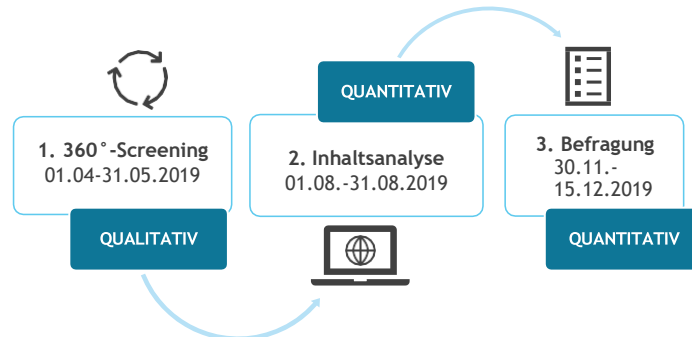 1. 360°-Screening
01.04-31.05.2019
QUALITATIV
QUANTITATIV
2. Inhaltsanalyse
01.08.-31.08.2019
3. Befragung
30.11.-
15.12.2019
QUANTITATIV